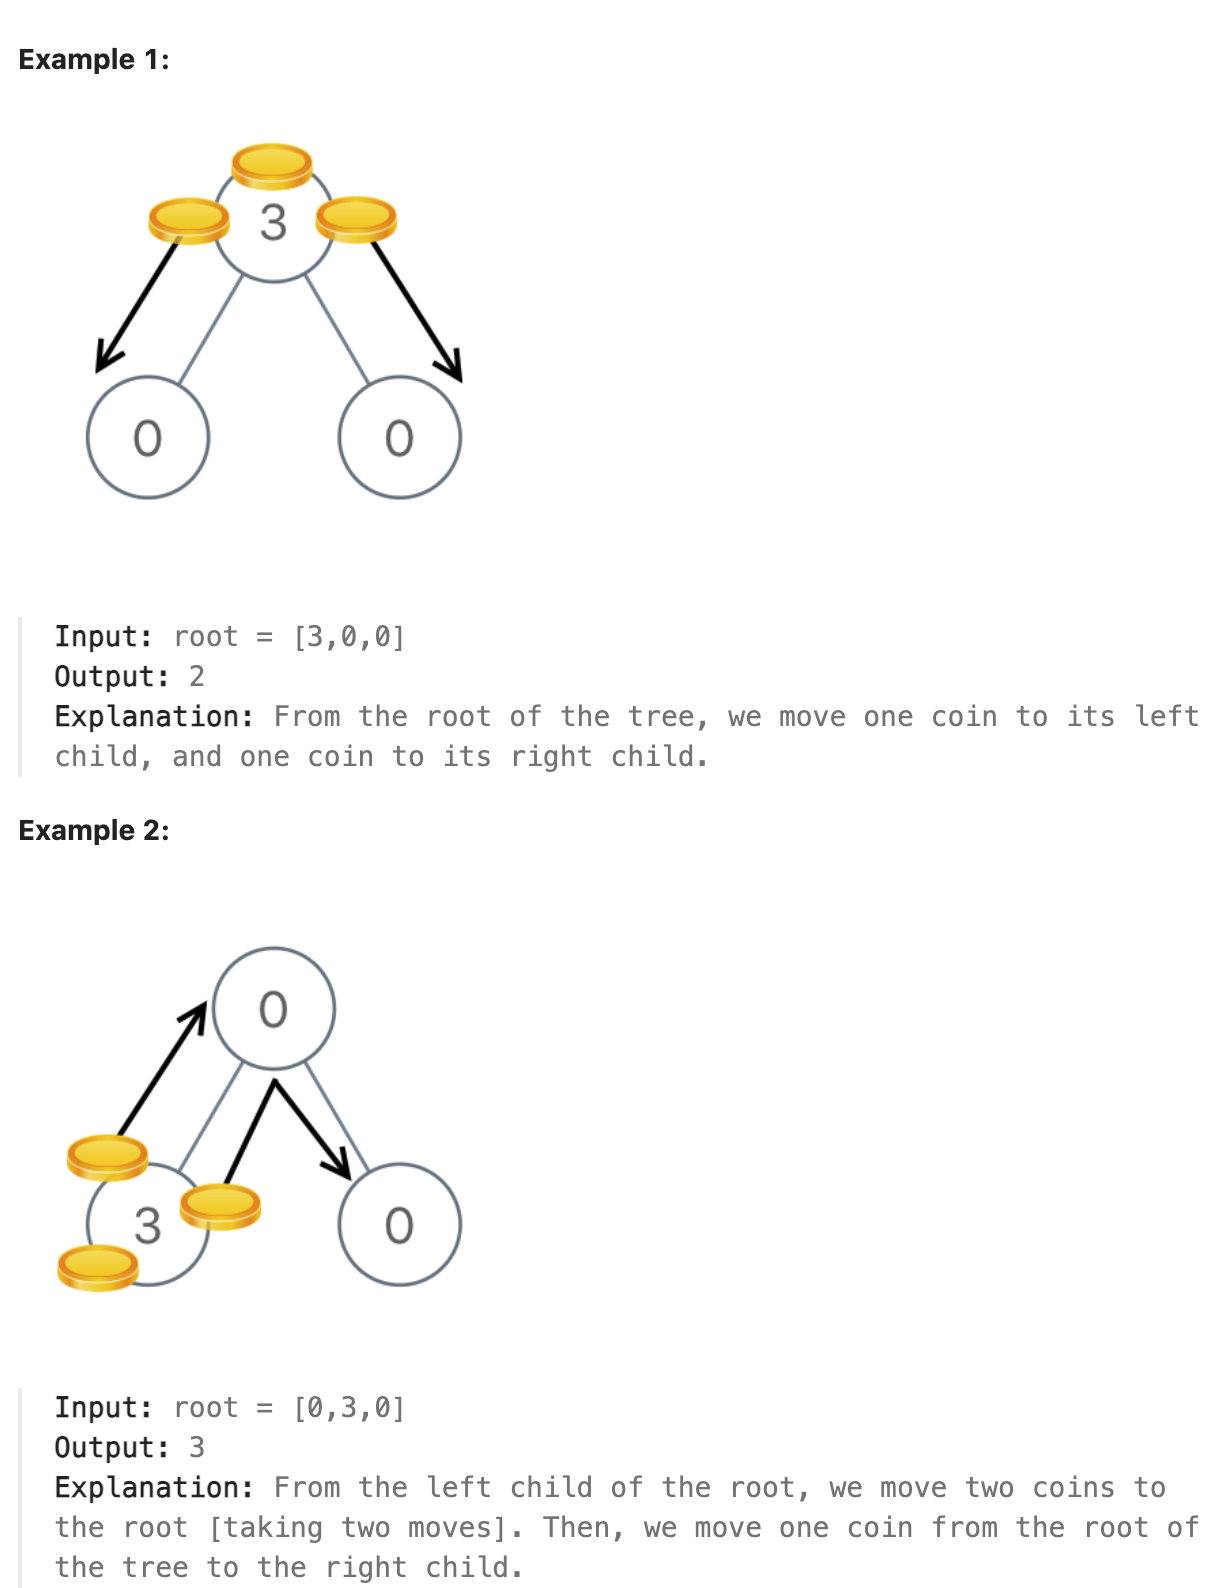 Example 1:
3
0 0
Input: root = [3,0,0]
Output: 2
Explanation: From the root of the tree, we move one coin to its left
child, and one coin to its right child.
Example 2:
0
3 0
Input: root = [0,3,0]
Output: 3
Explanation: From the left child of the root, we move two coins to
the root [taking two moves]. Then, we move one coin from the root of
the tree to the right child.